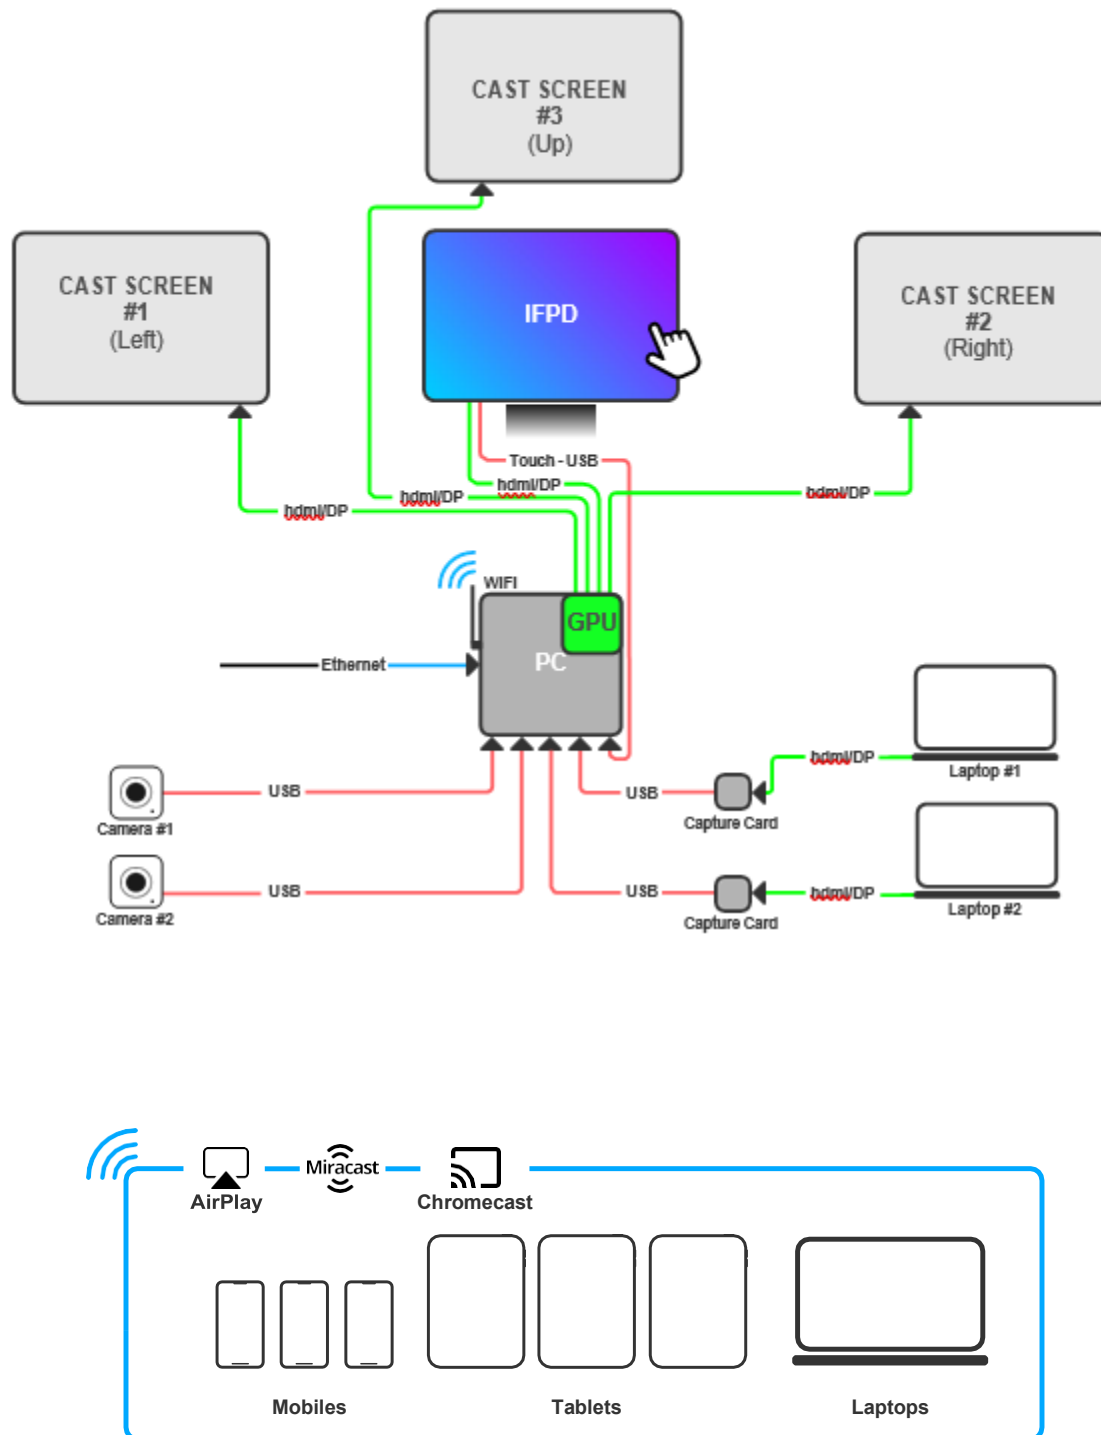 CAST SCREEN
#3
(Up)
CAST SCREEN
#1
(Left)
IFPD
CAST SCREEN
#2
(Right)
Touch - USB
hdmI/DP
hdmI/DP
hdmI/DP
hdmI/DP
WIFI
GPU
PC
Ethernet
hdmI/DP
Laptop #1
USB
USB
Camera #1
Capture Card
USB
USB
hdmI/DP
Laptop #2
Camera #2
Capture Card
Miracast
AirPlay
Chromecast
Mobiles
Tablets
Laptops